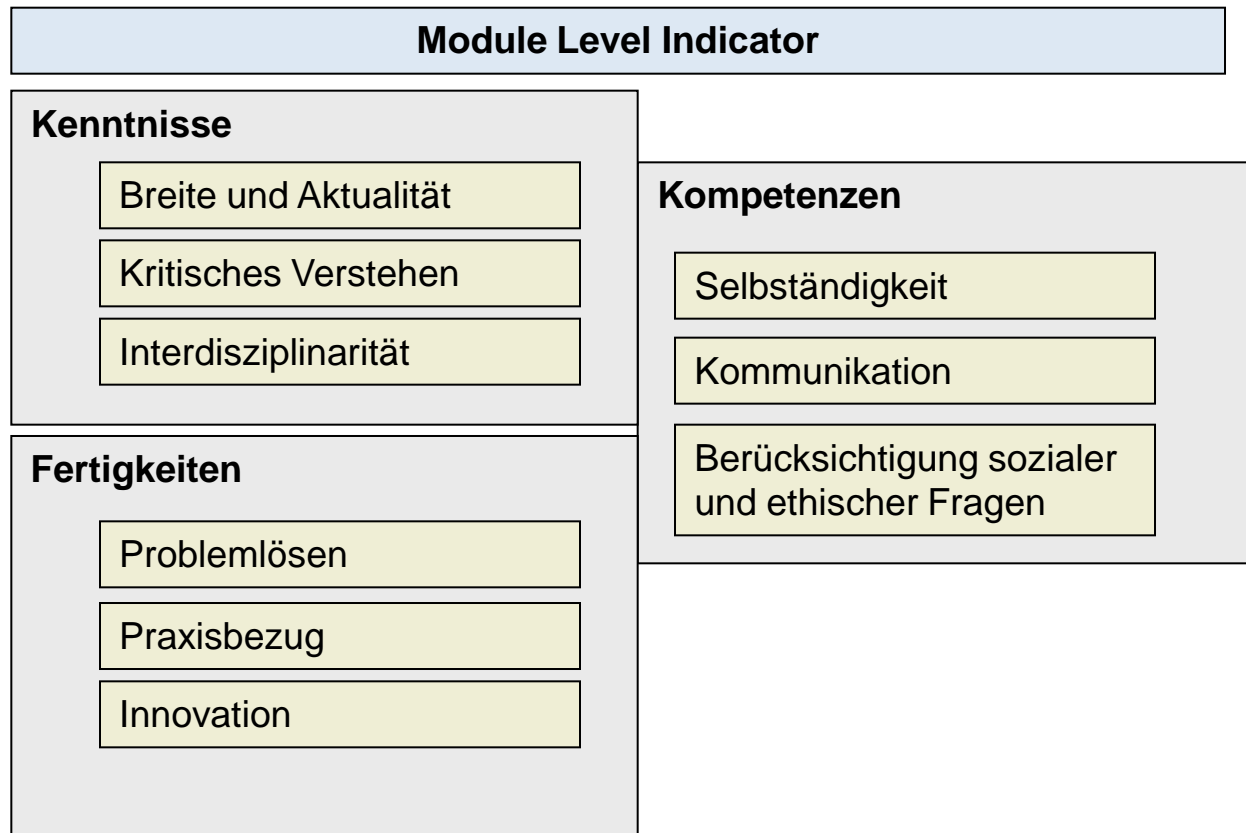 Module Level Indicator
Kenntnisse
Breite und Aktualität
Kritisches Verstehen
Interdisziplinarität
Fertigkeiten
Problemlösen
Praxisbezug
Innovation
Kompetenzen
Selbständigkeit
Kommunikation
Berücksichtigung sozialer
und ethischer Fragen